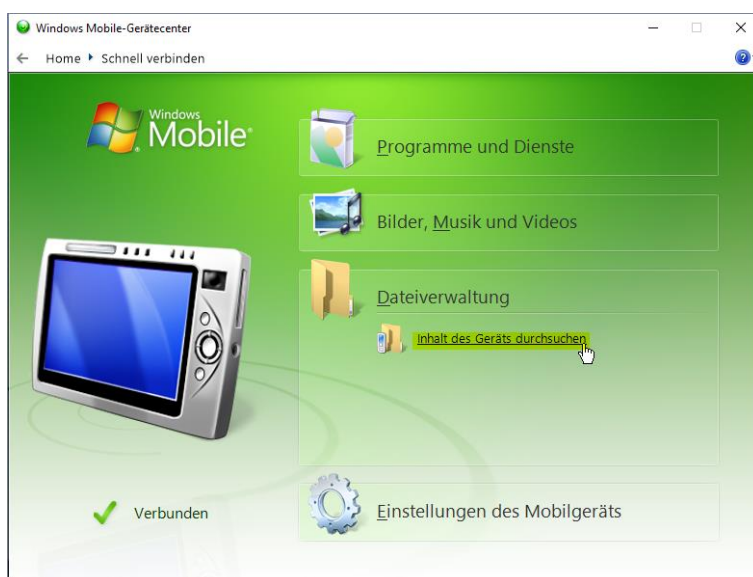 Windows Mobile-Gerätecenter
Home Schnell verbinden
Windows
Mobile®
Programme und Dienste
Bilder, Musik und Videos
Dateiverwaltung
Inhalt des Geräts durchsuchen
Verbunden
Einstellungen des Mobilgeräts